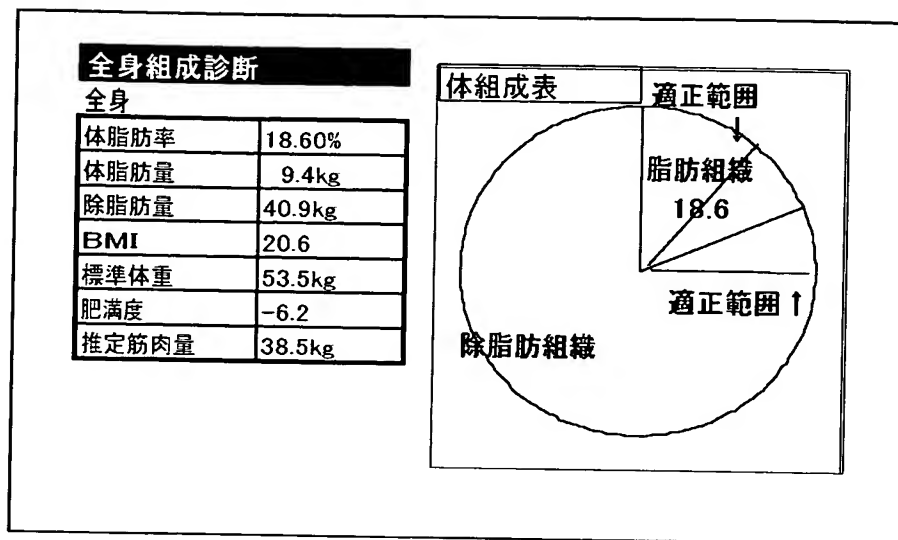 全身組成診断
全身
体脂肪率 18.60%
体脂肪量 9.4kg
除脂肪量 40.9kg
BMI 20.6
標準体重 53.5kg
肥満度 -6.2
推定筋肉量 38.5kg
体組成表
適正範囲
↓
脂肪組織
18.6
適正範囲↑
除脂肪組織